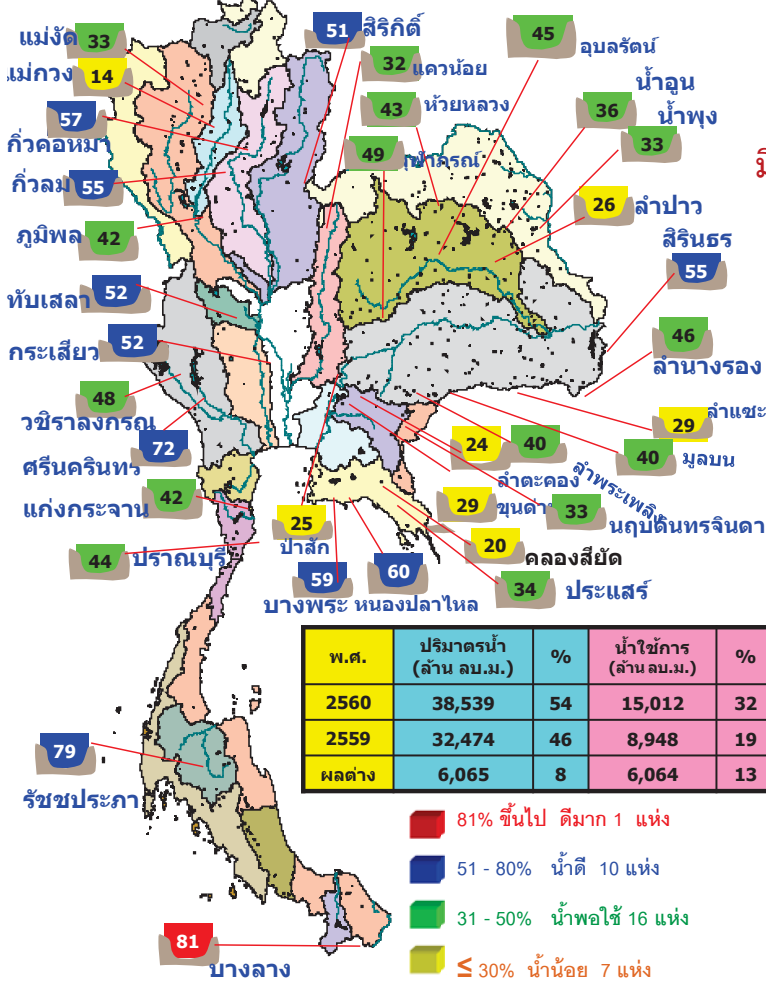 51 สิริกิติ์
45
อุบลรัตน์
แม่งัด 33
32 แควน้อย
แม่กวง 14
43 ห้วยหลวง
36 น้ำอูน
น้ำพุง
57
33
กิ่วคอหมา
49
กิ่วลม 55
26 ลำปาว
ภูมิพล 42
สิรินธร
55
ทับเสลา 52
กระเสียว 52
46
ลำนางรอง
48
วชิราลงกรณ
29 ลำแชะ
72
ศรีนครินทร
24
40
40 มูลบน
ลำตะคอง
ลำพระเพลิง
แก่งกระจาน 42
29
33
นฤบดินทรจินดา
25
ป่าสัก
20
คลองสียัด
44 ปราณบุรี
59
60
34 ประแสร์
บางพระ หนองปลาไหล
พ.ศ. ปริมาตรน้ำ (ล้าน ลบ.ม.) % น้ำใช้การ (ล้าน ลบ.ม.) %
2560 38,539 54 15,012 32
2559 32,474 46 8,948 19
ผลต่าง 6,065 8 6,064 13
79
รัชชประภา
81% ขึ้นไป ดีมาก 1 แห่ง
51 - 80% น้ำดี 10 แห่ง
31 - 50% น้ำพอใช้ 16 แห่ง
≤ 30% น้ำน้อย 7 แห่ง
81
บางลาง